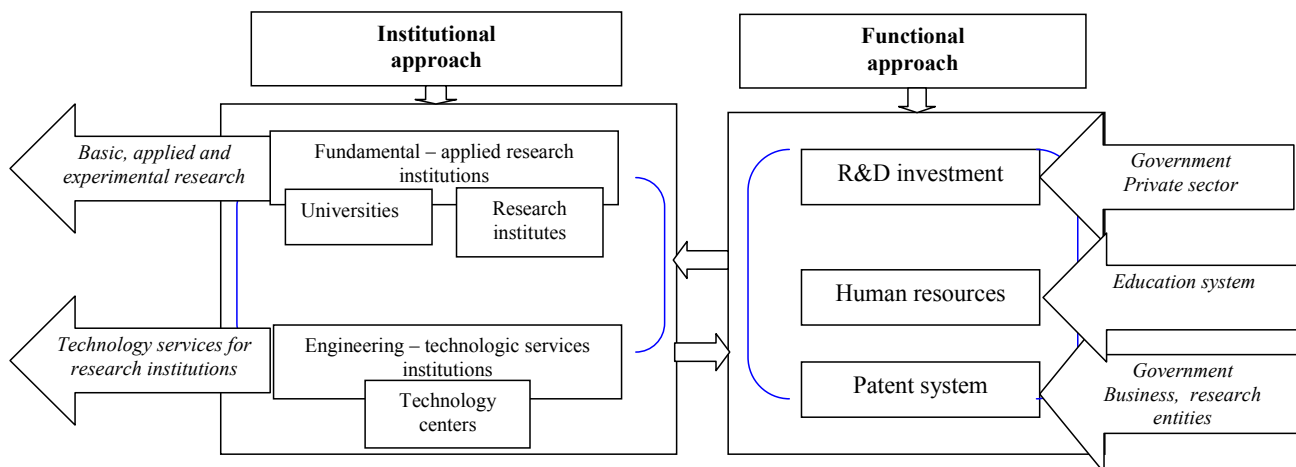 Institutional
approach
Functional
approach
Basic, applied and
experimental research
Fundamental – applied research
institutions
Universities
Research
institutes
R&D investment
Government
Private sector
Human resources
Education system
Technology services for
research institutions
Engineering – technologic services
institutions
Technology
centers
Patent system
Government
Business, research
entities